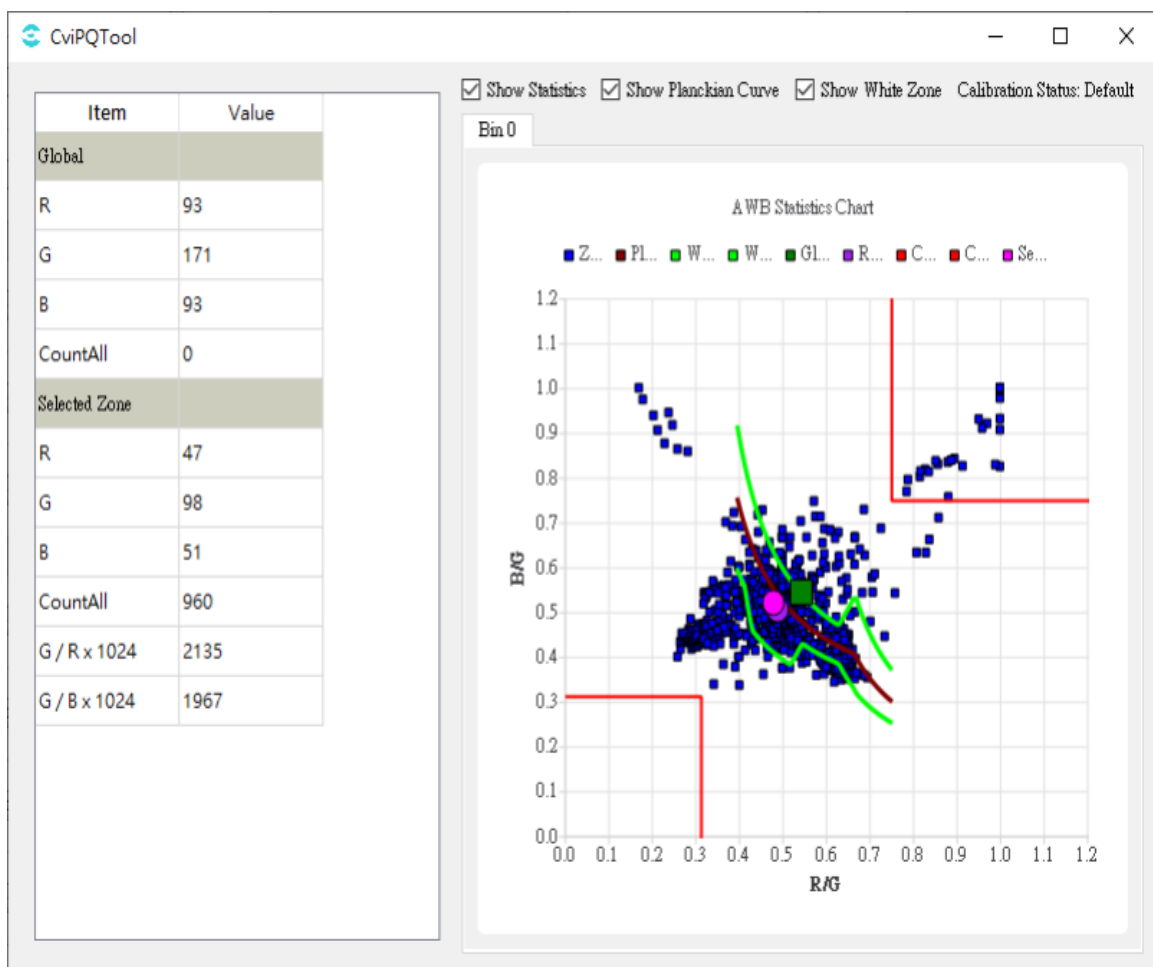 CviPQTool
Show Statistics Show Planckian Curve Show White Zone Calibration Status: Default
Item Value
Global
R 93
G 171
B 93
CountAll 0
Selected Zone
R 47
G 98
B 51
CountAll 960
G / R x 1024 2135
G / B x 1024 1967
Bin 0
AWB Statistics Chart
Z... Pl... W... W... Gl... R... C... C... Se...
1.2
1.1
1.0
0.9
0.8
0.7
0.6
0.5
0.4
0.3
0.2
0.1
0.0
B/G
0.0 0.1 0.2 0.3 0.4 0.5 0.6 0.7 0.8 0.9 1.0 1.1 1.2
R/G